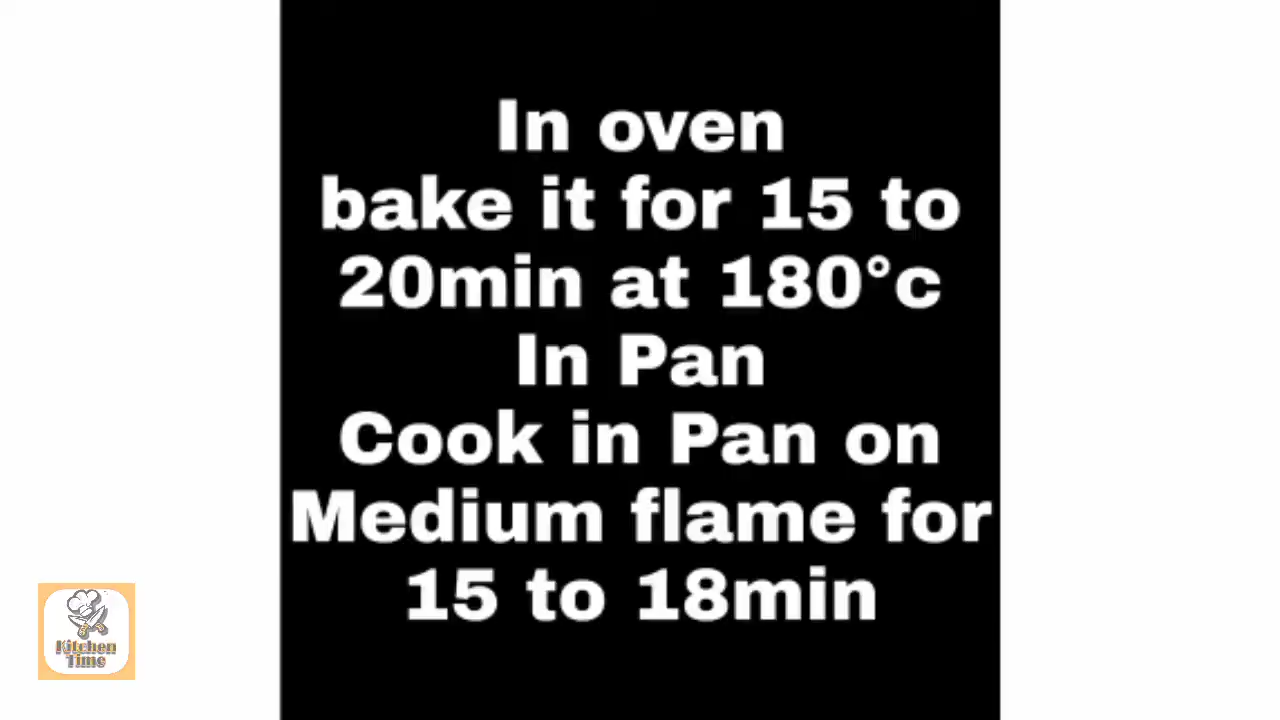 In oven
bake it for 15 to
20min at 180°c
In Pan
Cook in Pan on
Medium flame for
15 to 18min
Kitchen
Time